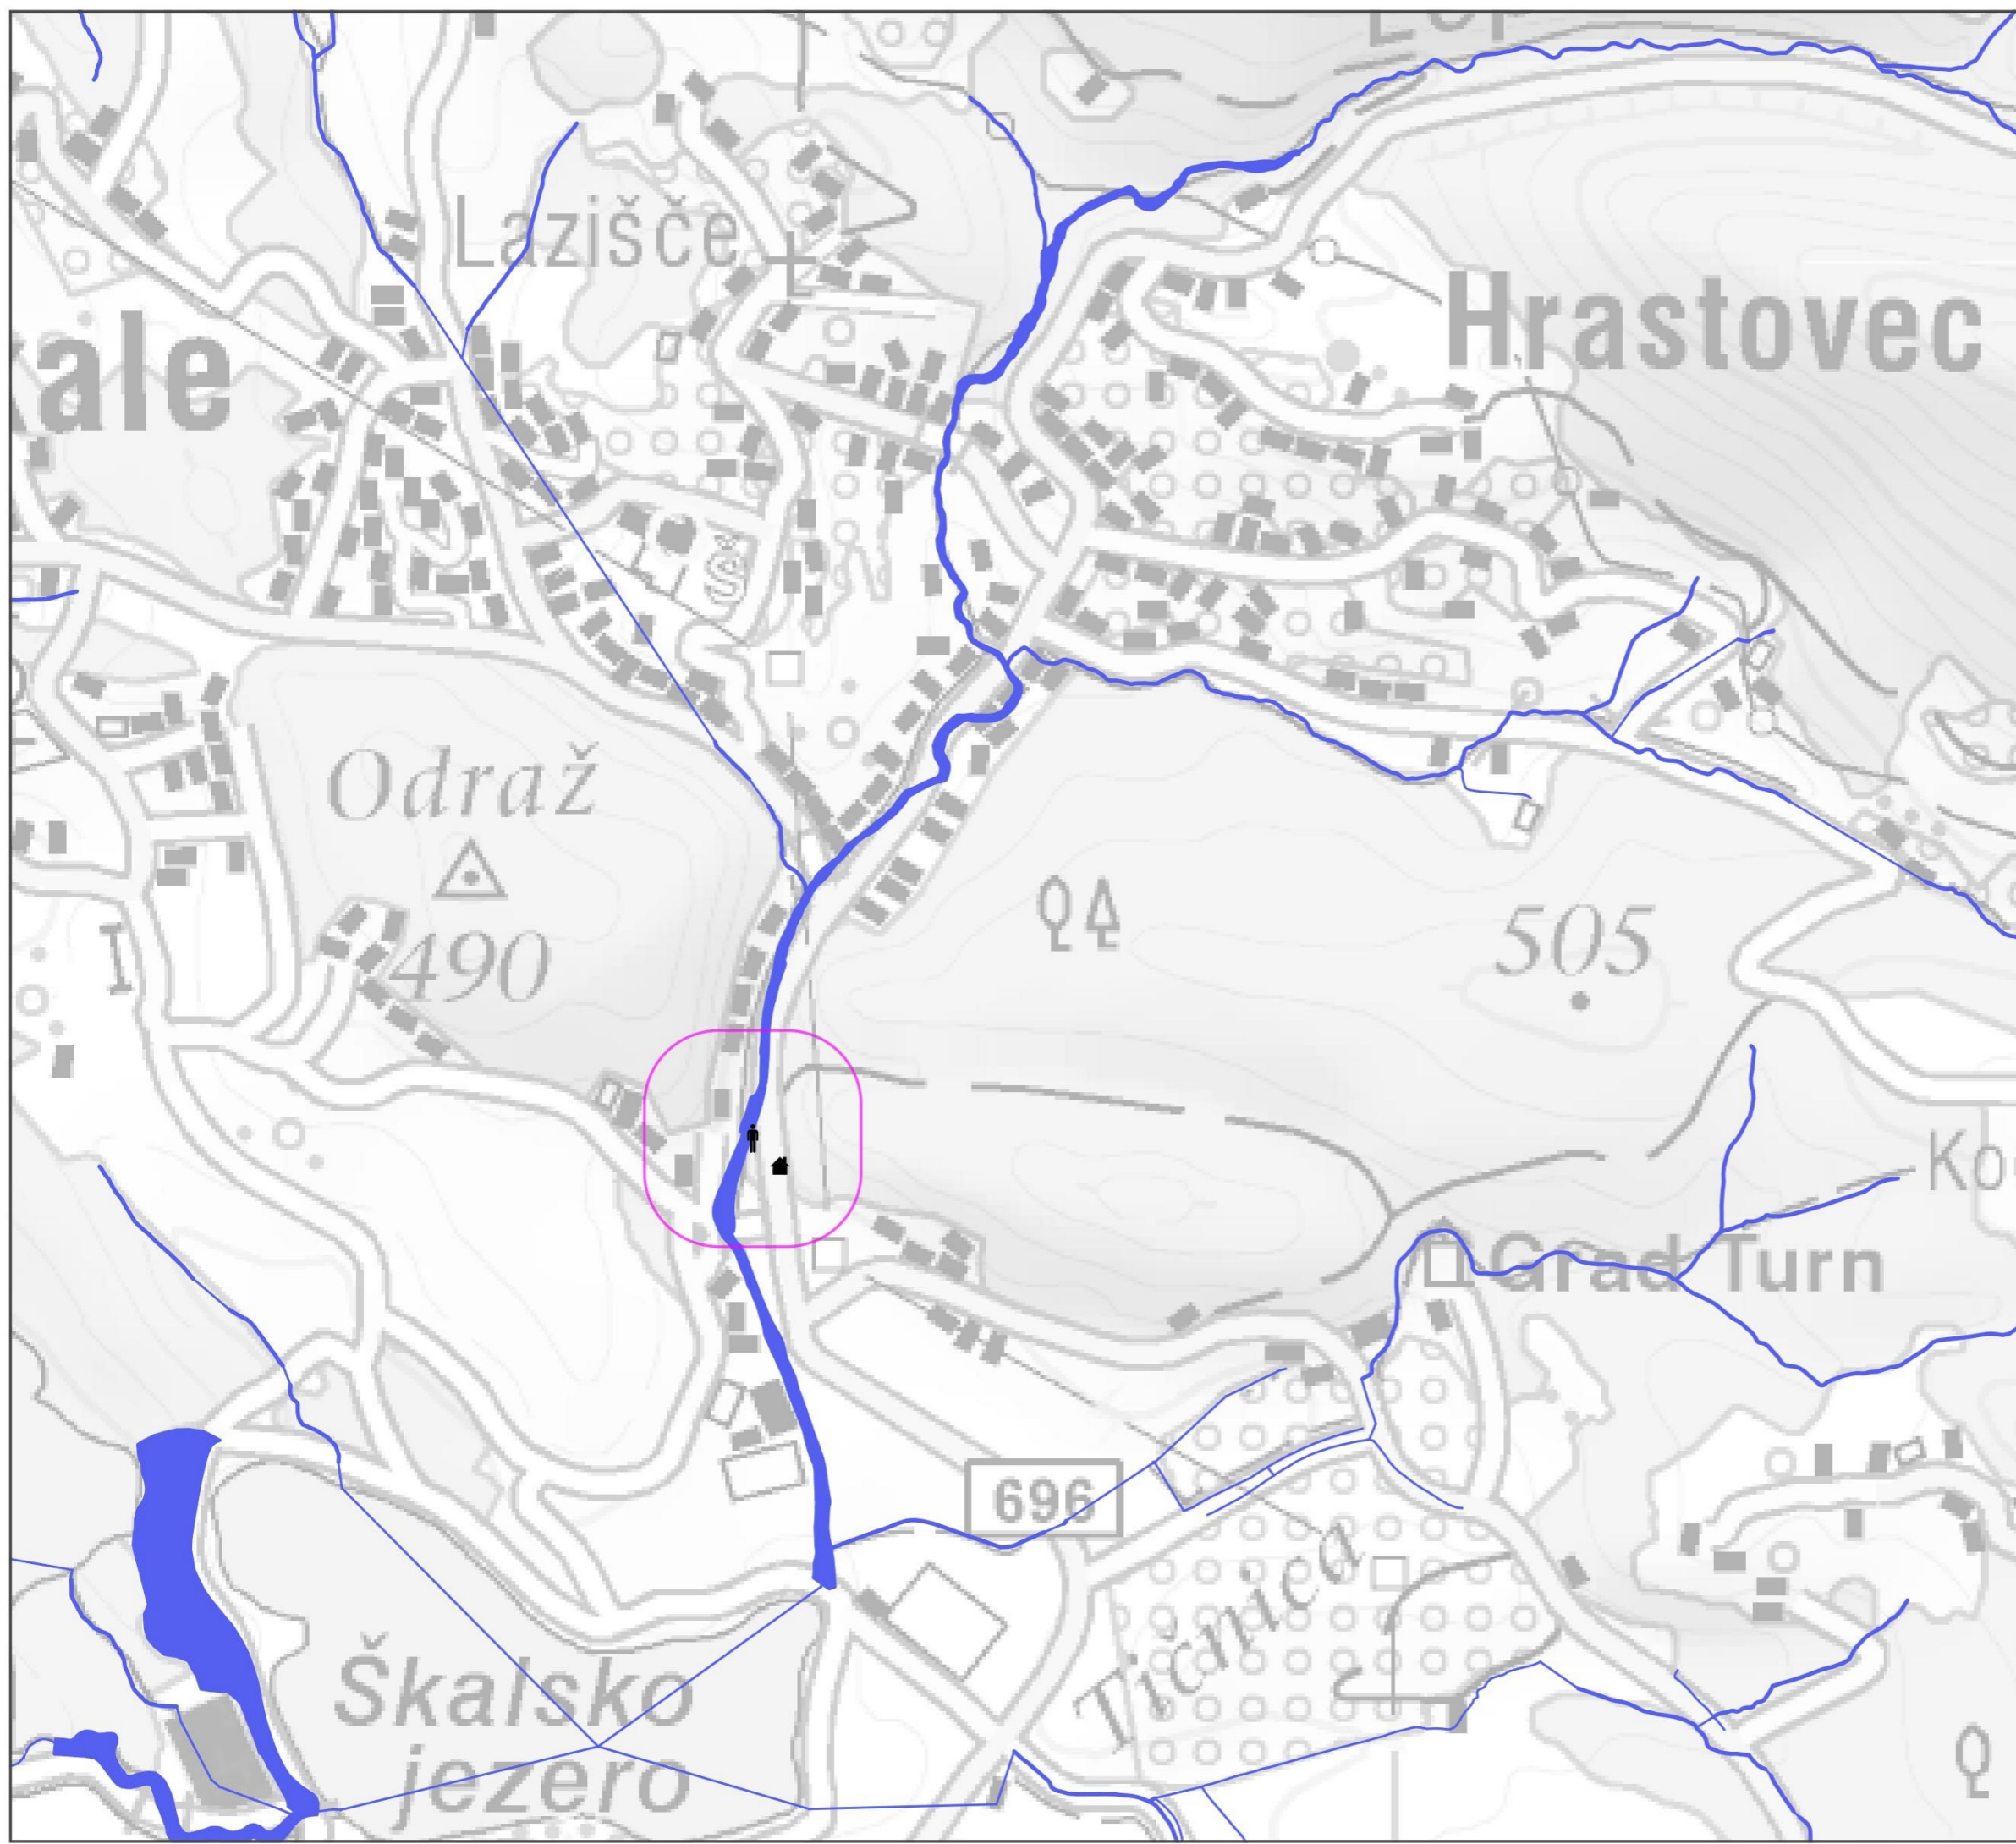 Lazišče
Hrastovec
ale
Odraž
490
505
Ko
Grad Turn
696
Tičnica
Škalsko
jezero